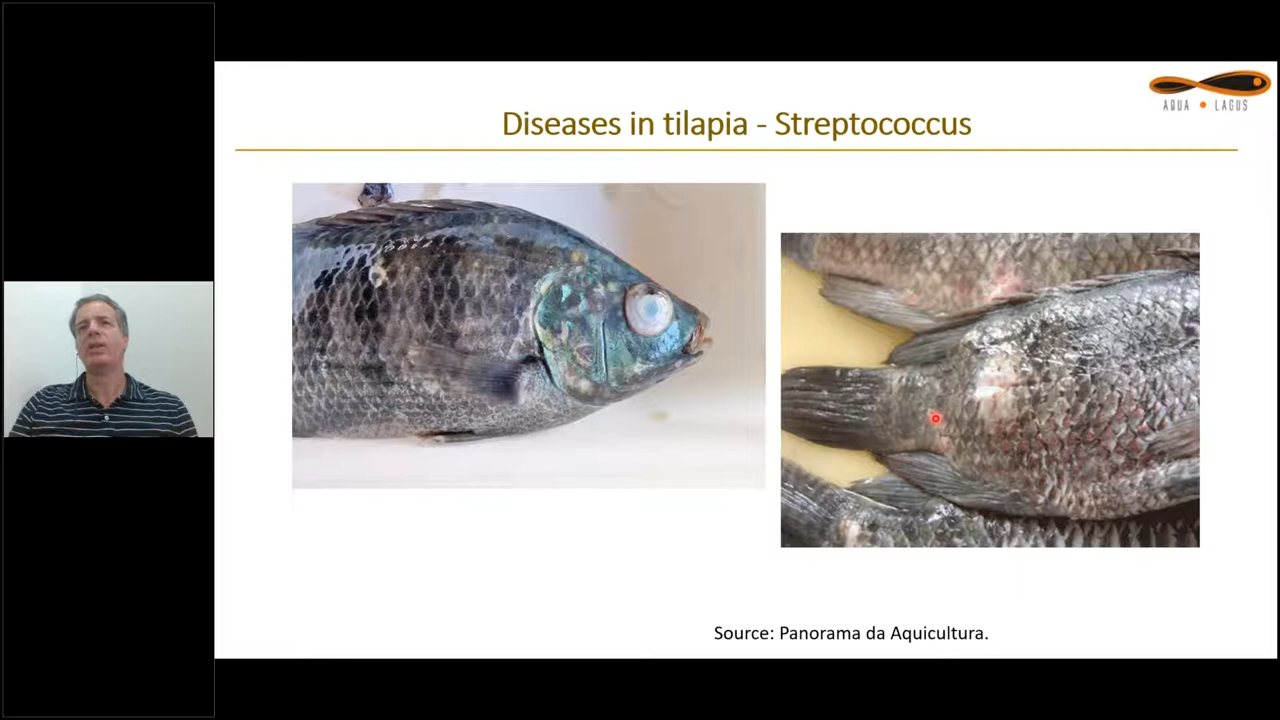 AQUA • LAGUS
Diseases in tilapia - Streptococcus
Source: Panorama da Aquicultura.